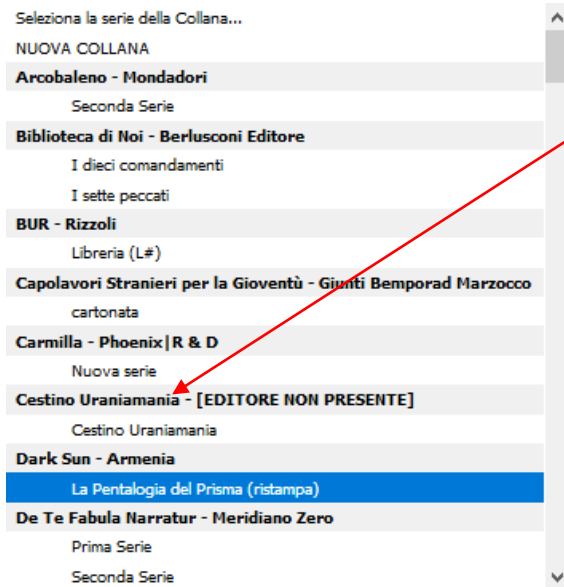 Seleziona la serie della Collana...
NUOVA COLLANA
Arcobaleno - Mondadori
Seconda Serie
Biblioteca di Noi - Berlusconi Editore
I dieci comandamenti
I sette peccati
BUR - Rizzoli
Libreria (L#)
Capolavori Stranieri per la Gioventù - Giunti Bemporad Marzocco
cartonata
Carmilla - Phoenix|R & D
Nuova serie
Cestino Uraniamania - [EDITORE NON PRESENTE]
Cestino Uraniamania
Dark Sun - Armenia
La Pentalogia del Prisma (ristampa)
De Te Fabula Narratur - Meridiano Zero
Prima Serie
Seconda Serie